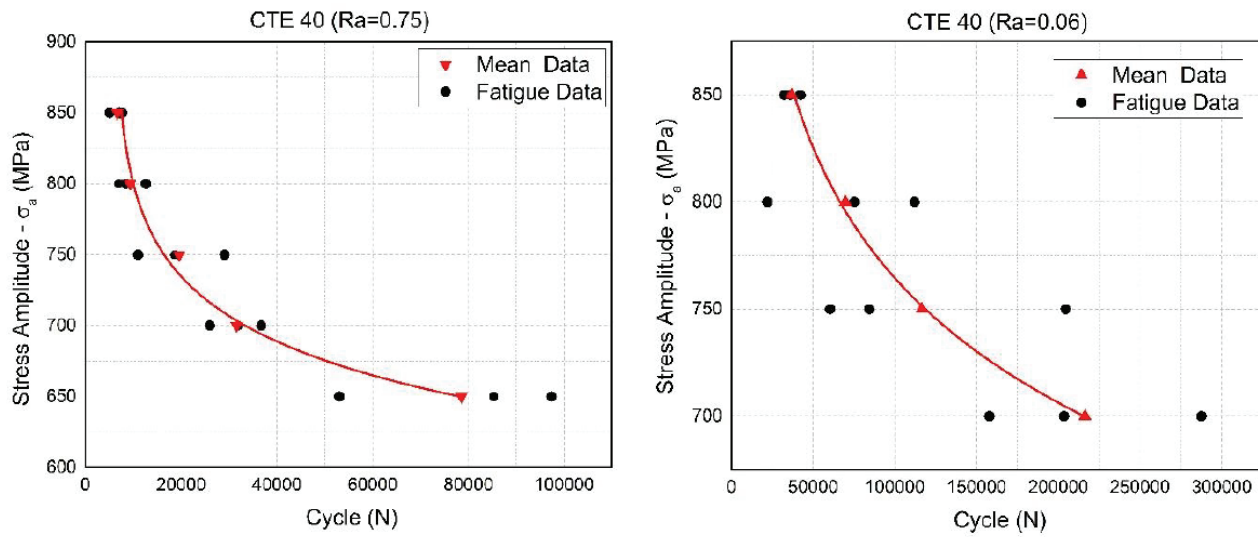 CTE 40 (Ra=0.75)
900
850
800
750
700
650
600
Stress Amplitude - σa (MPa)
Mean Data
Fatigue Data
0 20000 40000 60000 80000 100000
Cycle (N)
CTE 40 (Ra=0.06)
850
800
750
700
Stress Amplitude - σa (MPa)
Mean Data
Fatigue Data
0 50000 100000 150000 200000 250000 300000
Cycle (N)